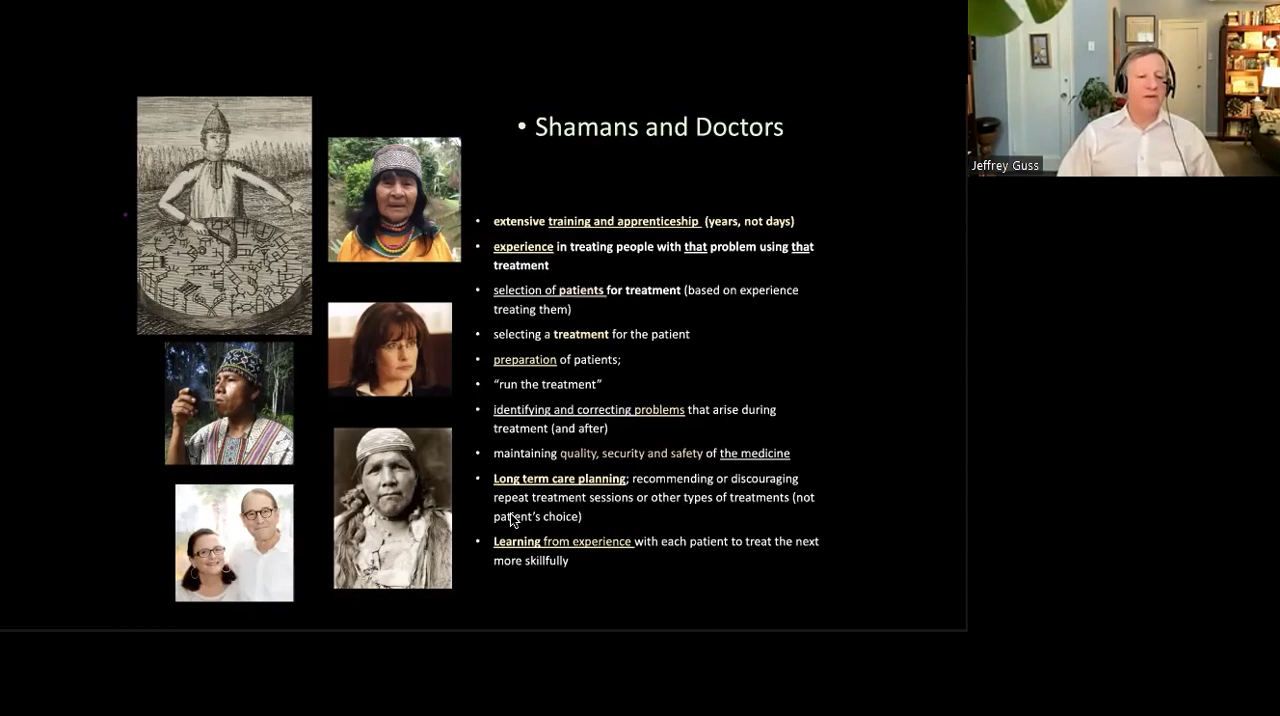 • Shamans and Doctors
• extensive training and apprenticeship (years, not days)
• experience in treating people with that problem using that
treatment
• selection of patients for treatment (based on experience
treating them)
• selecting a treatment for the patient
• preparation of patients;
• “run the treatment”
• identifying and correcting problems that arise during
treatment (and after)
• maintaining quality, security and safety of the medicine
• Long term care planning; recommending or discouraging
repeat treatment sessions or other types of treatments (not
patient’s choice)
• Learning from experience with each patient to treat the next
more skillfully
Jeffrey Guss